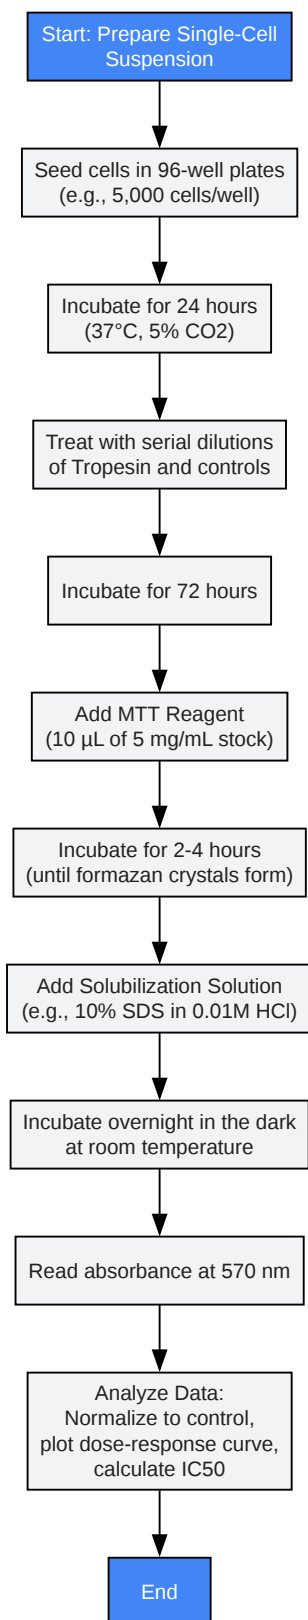 Start: Prepare Single-Cell
Suspension
Seed cells in 96-well plates
(e.g., 5,000 cells/well)
Incubate for 24 hours
(37°C, 5% CO2)
Treat with serial dilutions
of Tropesin and controls
Incubate for 72 hours
Add MTT Reagent
(10 µL of 5 mg/mL stock)
Incubate for 2-4 hours
(until formazan crystals form)
Add Solubilization Solution
(e.g., 10% SDS in 0.01M HCl)
Incubate overnight in the dark
at room temperature
Read absorbance at 570 nm
Analyze Data:
Normalize to control,
plot dose-response curve,
calculate IC50
End